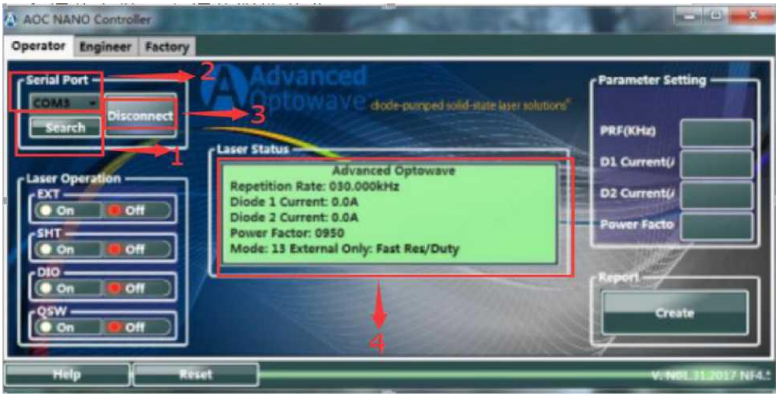 AOC NANO Controller
Operator Engineer Factory
Serial Port
2
COM3
Disconnect
3
Search
1
Advanced
Optowave diode-pumped solid-state laser solutions
Parameter Setting
PRF(KHz)
D1 Current(
D2 Current(
Power Facto
Laser Status
Advanced Optowave
Repetition Rate: 030.000kHz
Diode 1 Current: 0.0A
Diode 2 Current: 0.0A
Power Factor: 0950
Mode: 13 External Only: Fast Res/Duty
4
Laser Operation
EXT
On Off
SHT
On Off
DIO
On Off
QSW
On Off
Report
Create
Help Reset
V. N01.31.2017 NF4.